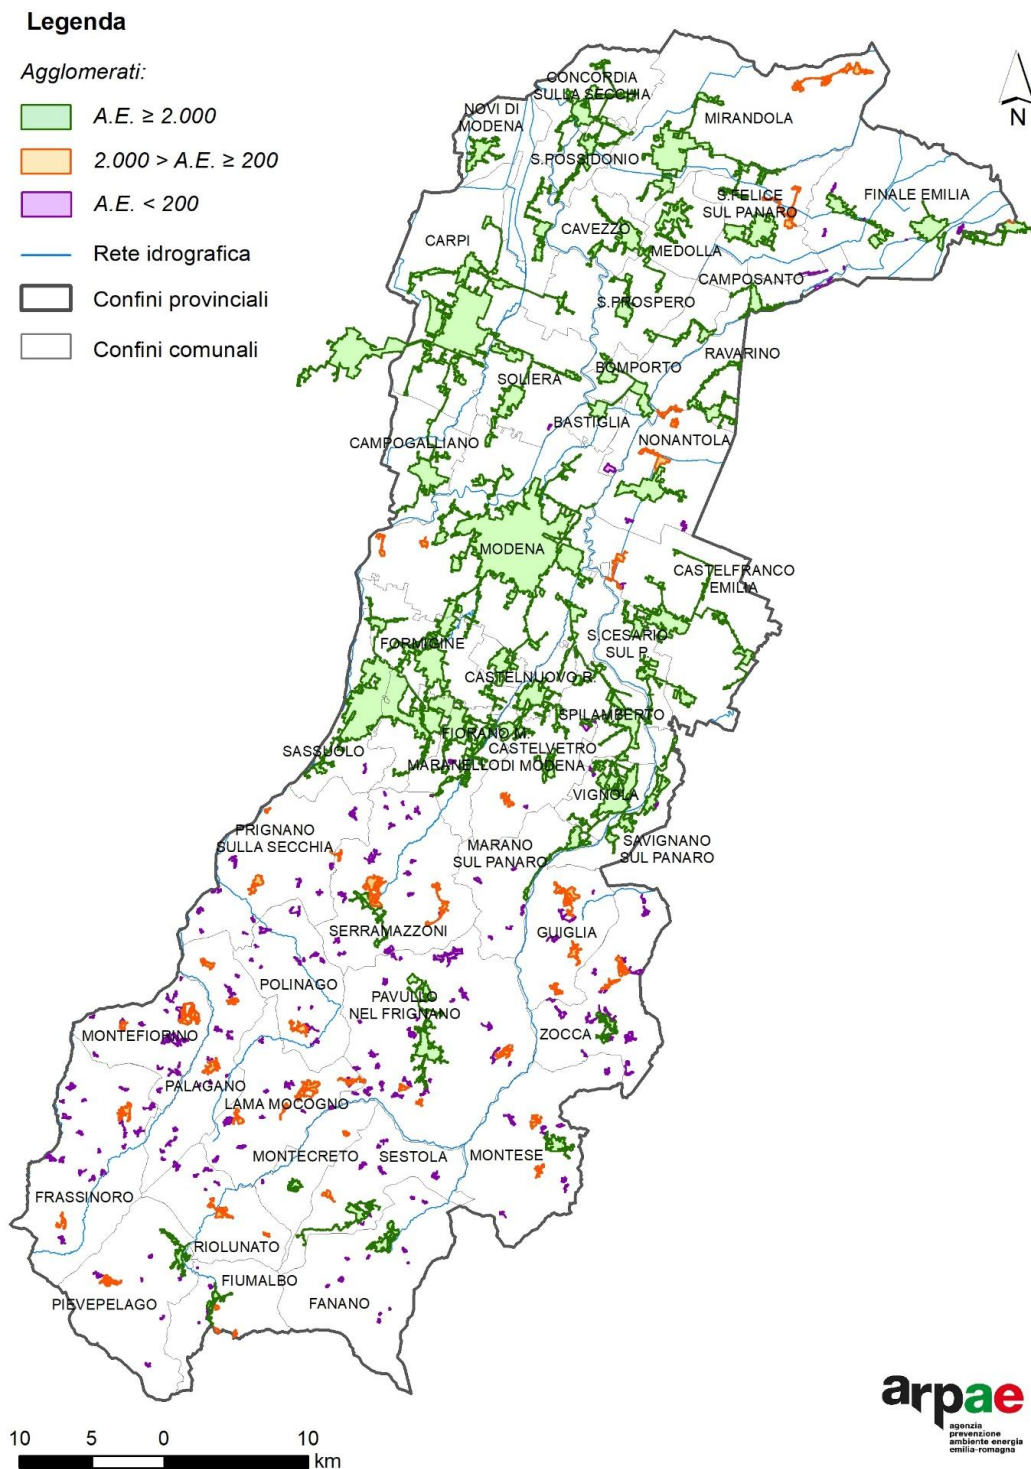 Legenda
Agglomerati:
A.E. ≥ 2.000
2.000 > A.E. ≥ 200
A.E. < 200
Rete idrografica
Confini provinciali
Confini comunali
N
CONCORDIA
SULLA SECCHIA
NOVI DI
MODENA
MIRANDOLA
S.POSSIDONIO
S.FELICE
SUL PANARO
FINALE EMILIA
CARPI
CAVEZZO
MEDOLLA
CAMPOSANTO
S.PROSPERO
RAVARINO
BOMPORTO
SOLIERA
BASTIGLIA
CAMPOGALLIANO
NONANTOLA
MODENA
CASTELFRANCO
EMILIA
FORMIGINE
S.CESARIO
SUL P.
CASTELNUOVO R.
SPILAMBERTO
FIORANO M.
SASSUOLO
MARANELLO
CASTELVETRO
DI MODENA
VIGNOLA
PRIGNANO
SULLA SECCHIA
MARANO
SUL PANARO
SAVIGNANO
SUL PANARO
SERRAMAZZONI
GUIGLIA
POLINAGO
PAVULLO
NEL FRIGNANO
MONTEFIORINO
ZOCCA
PALAGANO
LAMA MOCOGNO
MONTECRETO
SESTOLA
MONTESE
FRASSINORO
RIOLUNATO
FIUMALBO
PIEVEPELAGO
FANANO
arpae
agenzia
prevenzione
ambiente energia
emilia-romagna
10 5 0 10
km